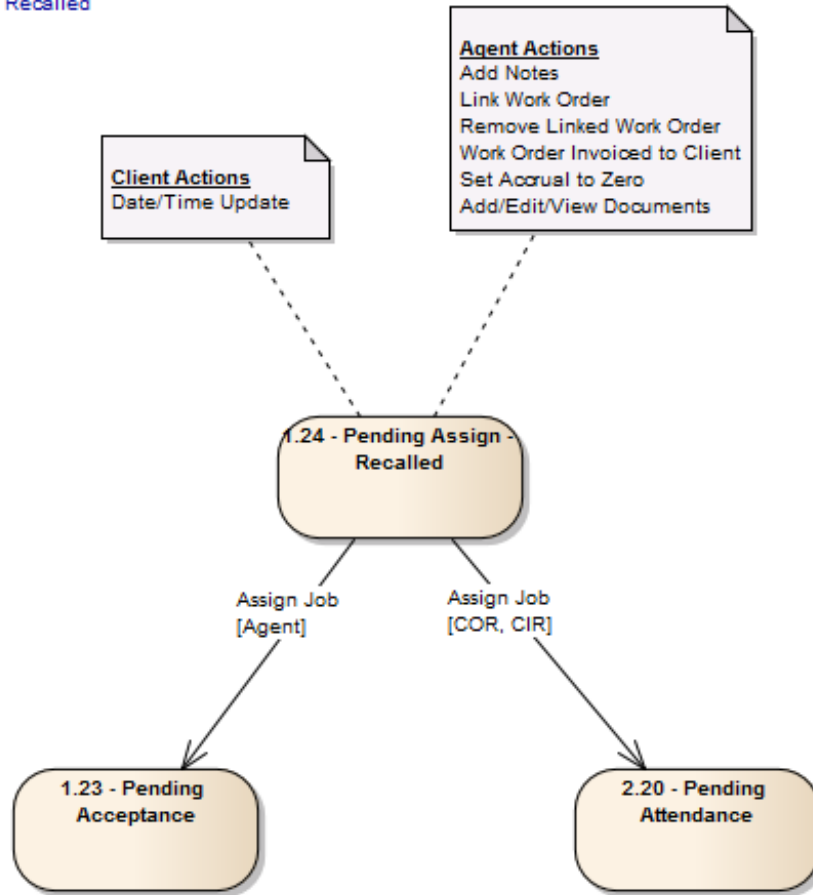 Recalled
Agent Actions
Add Notes
Link Work Order
Remove Linked Work Order
Work Order Invoiced to Client
Set Accrual to Zero
Add/Edit/View Documents
Client Actions
Date/Time Update
1.24 - Pending Assign -
Recalled
Assign Job
[Agent]
Assign Job
[COR, CIR]
1.23 - Pending
Acceptance
2.20 - Pending
Attendance